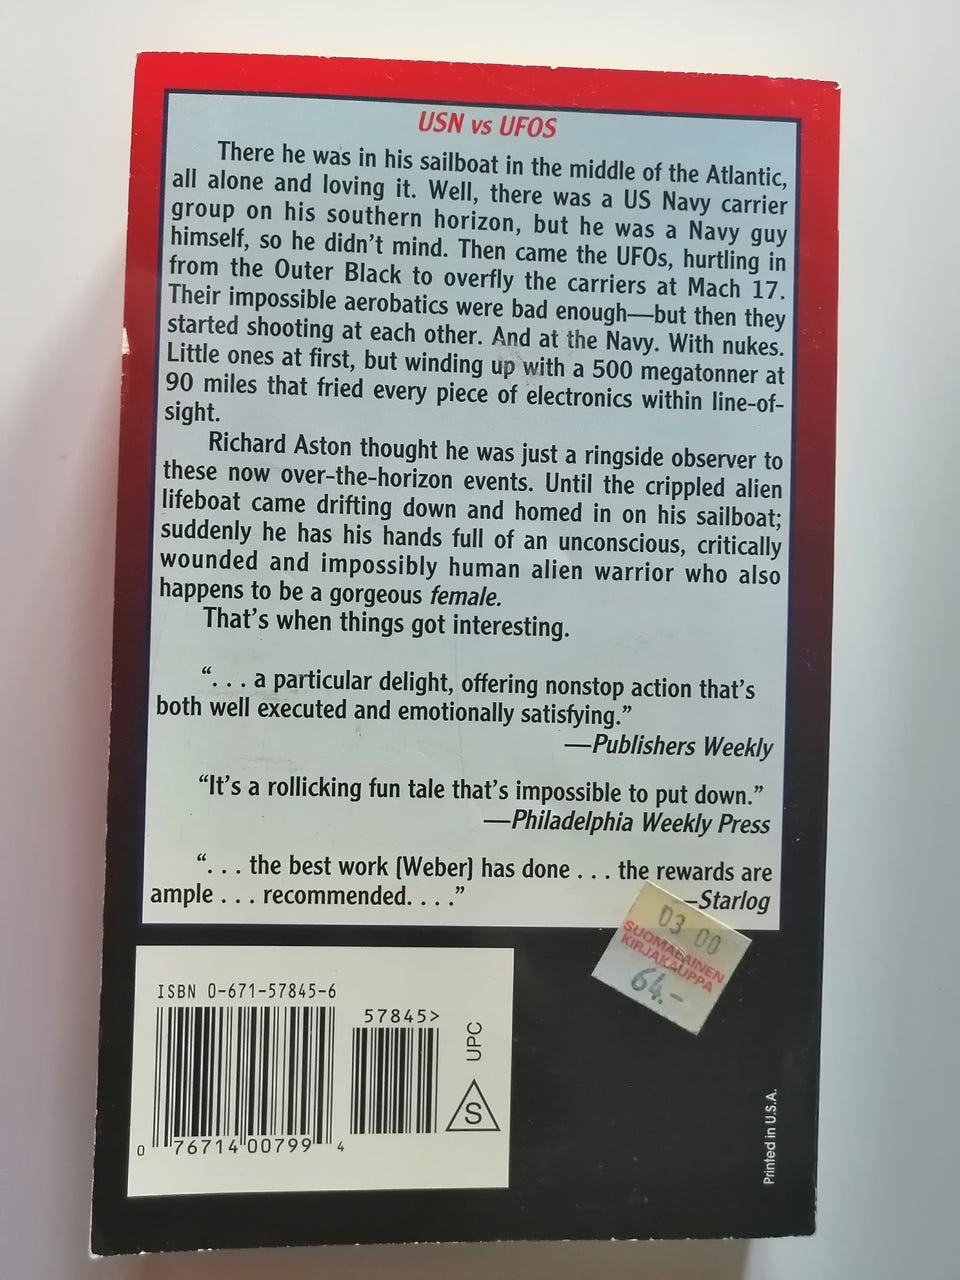 USN vs UFOS
There he was in his sailboat in the middle of the Atlantic,
all alone and loving it. Well, there was a US Navy carrier
group on his southern horizon, but he was a Navy guy
himself, so he didn't mind. Then came the UFOs, hurtling in
from the Outer Black to overfly the carriers at Mach 17.
Their impossible aerobatics were bad enough—but then they
started shooting at each other. And at the Navy. With nukes.
Little ones at first, but winding up with a 500 megatonner at
90 miles that fried every piece of electronics within line-of-
sight.
Richard Aston thought he was just a ringside observer to
these now over-the-horizon events. Until the crippled alien
lifeboat came drifting down and homed in on his sailboat;
suddenly he has his hands full of an unconscious, critically
wounded and impossibly human alien warrior who also
happens to be a gorgeous female.
That's when things got interesting.
“. . . a particular delight, offering nonstop action that's
both well executed and emotionally satisfying.”
—Publishers Weekly
“It's a rollicking fun tale that's impossible to put down.”
—Philadelphia Weekly Press
“. . . the best work (Weber) has done . . . the rewards are
ample . . . recommended. . . .”
—Starlog
03 00
SUOMALAINEN
KIRJAKAUPPA
64.-
ISBN 0-671-57845-6
57845>
UPC
S
0 76714 00799 4
Printed in U.S.A.